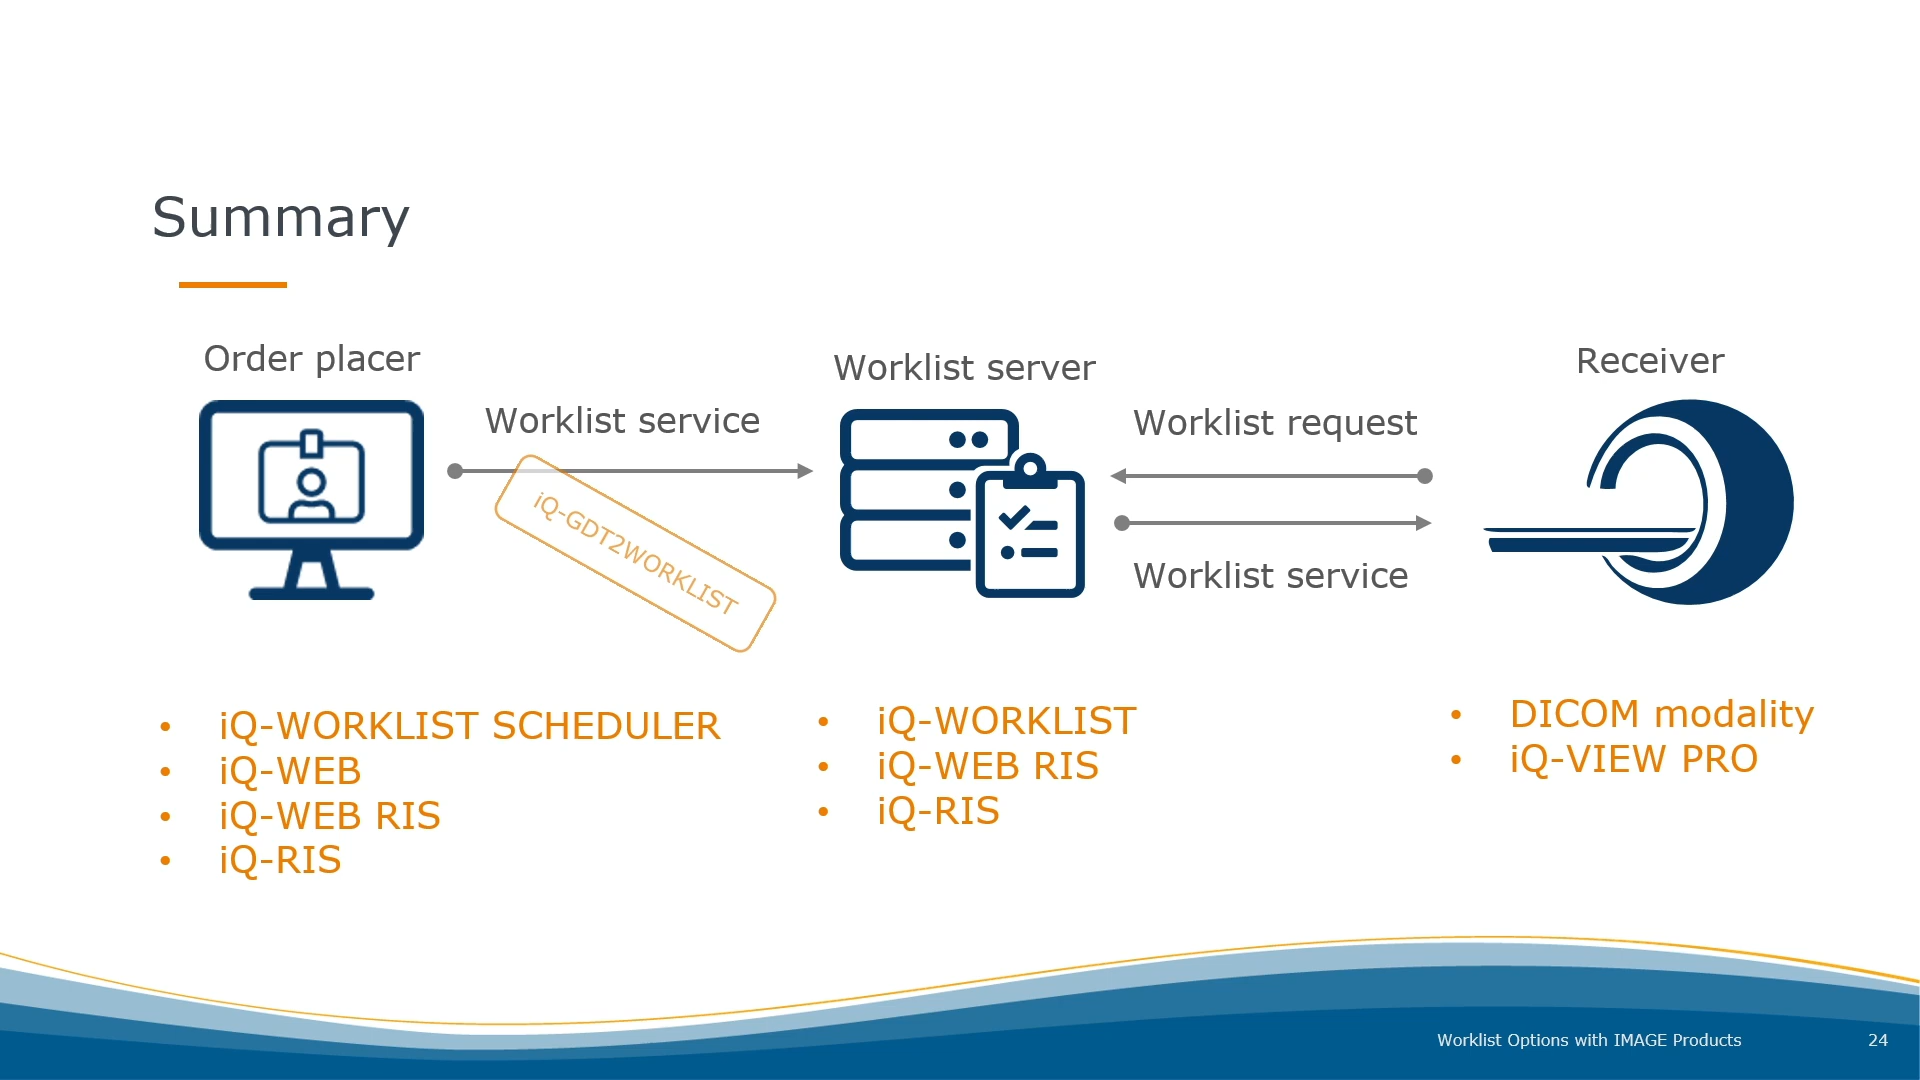 Summary
Order placer
Worklist service
iQ-GDT2WORKLIST
Worklist server
Worklist request
Worklist service
Receiver
• iQ-WORKLIST SCHEDULER
• iQ-WEB
• iQ-WEB RIS
• iQ-RIS
• iQ-WORKLIST
• iQ-WEB RIS
• iQ-RIS
• DICOM modality
• iQ-VIEW PRO
Worklist Options with IMAGE Products
24